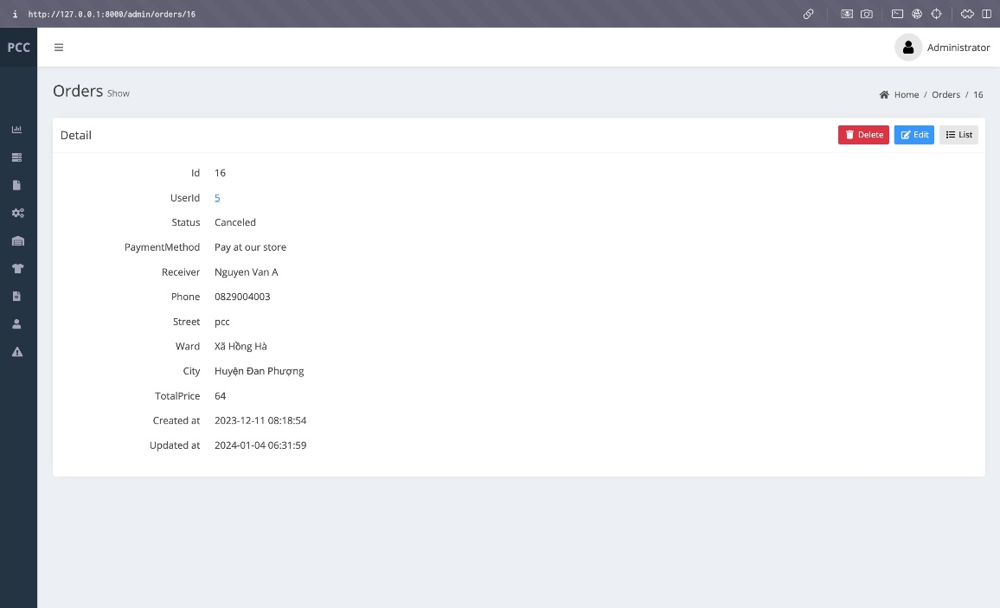 http://127.0.0.1:8000/admin/orders/16
PCC
Administrator
Orders Show
Home / Orders / 16
Detail
Delete
Edit
List
Id 16
UserId 5
Status Canceled
PaymentMethod Pay at our store
Receiver Nguyen Van A
Phone 0829004003
Street pcc
Ward Xã Hồng Hà
City Huyện Đan Phượng
TotalPrice 64
Created at 2023-12-11 08:18:54
Updated at 2024-01-04 06:31:59